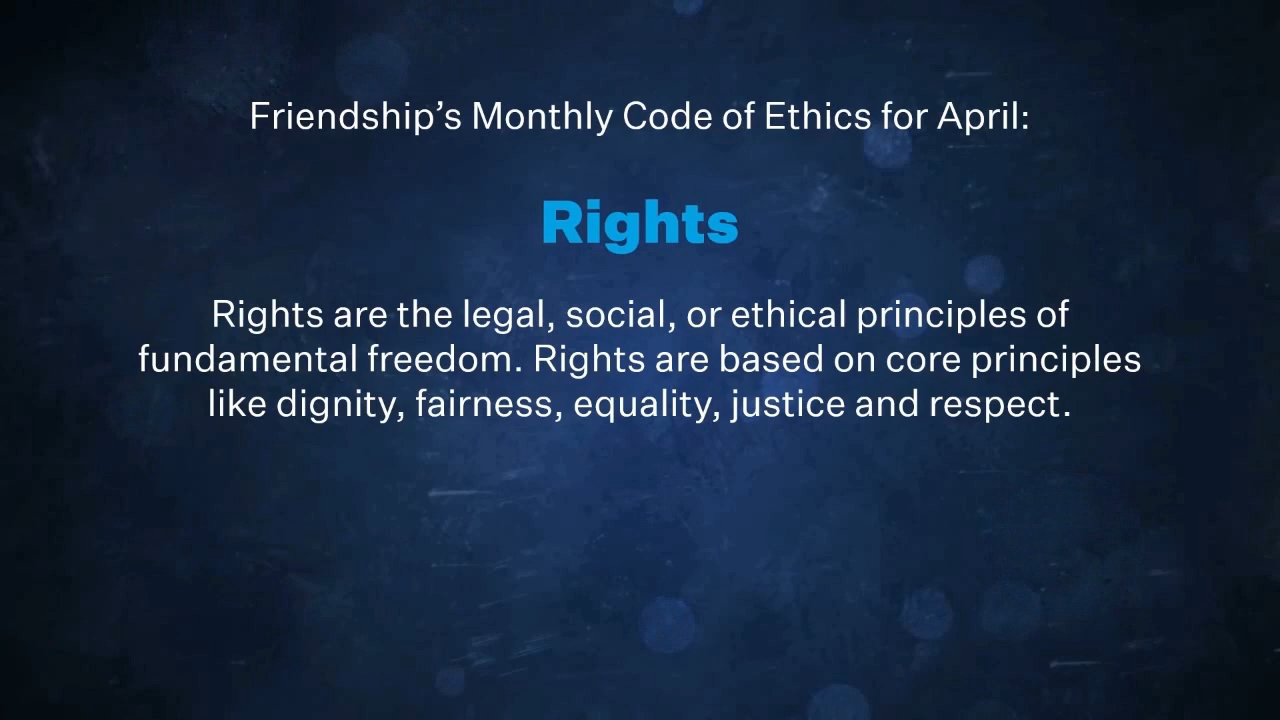 Friendship’s Monthly Code of Ethics for April:
Rights
Rights are the legal, social, or ethical principles of
fundamental freedom. Rights are based on core principles
like dignity, fairness, equality, justice and respect.